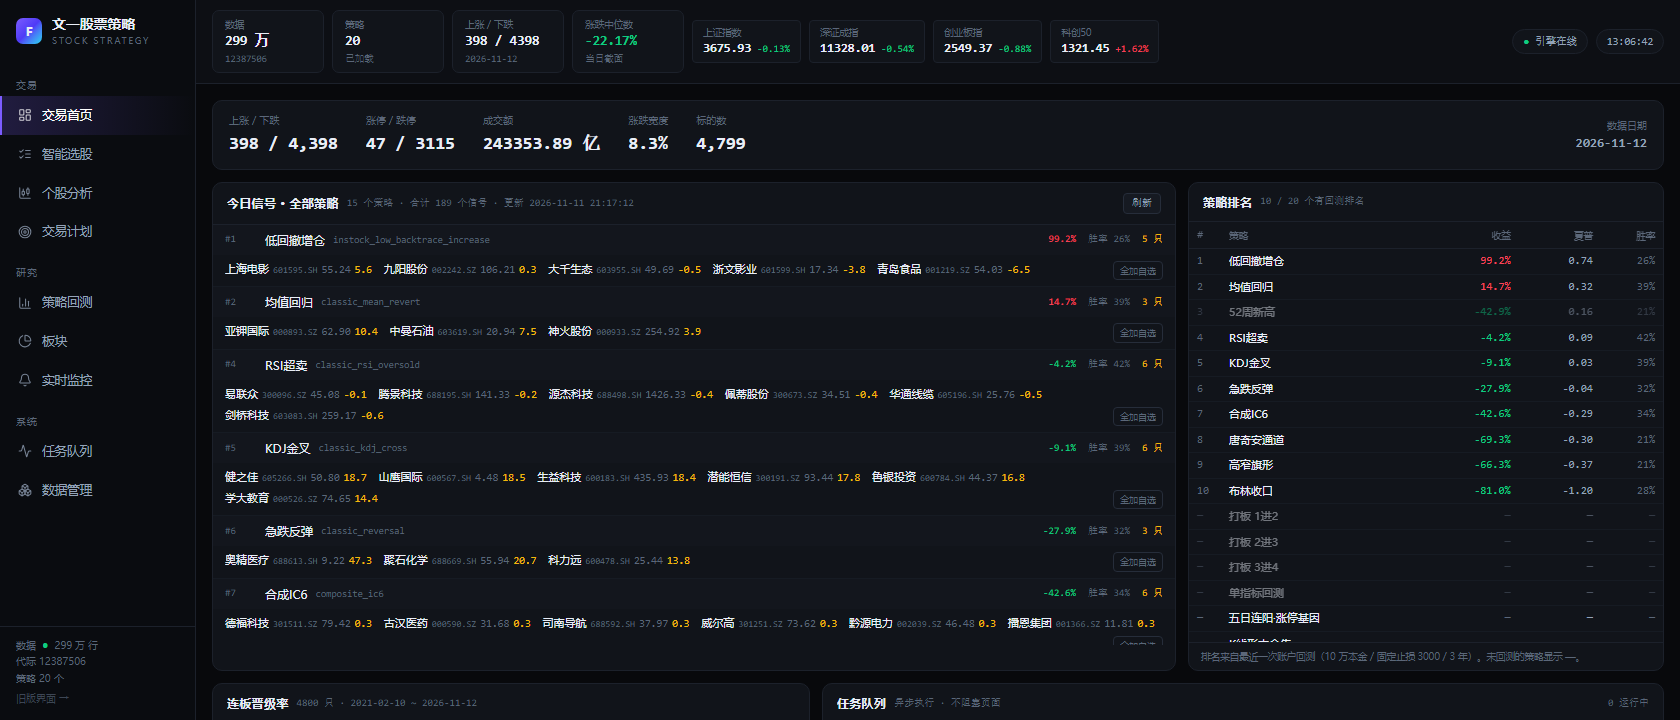 F 文一股票策略
STOCK STRATEGY
交易
交易首页
智能选股
个股分析
交易计划
研究
策略回测
板块
实时监控
系统
任务队列
数据管理
数据 ● 299 万 行
代际 12387506
策略 20 个
旧版界面 →
数据
299 万
12387506
策略
20
已加载
上涨 / 下跌
398 / 4398
2026-11-12
涨跌中位数
-22.17%
当日截面
上证指数
3675.93 -0.13%
深证成指
11328.01 -0.54%
创业板指
2549.37 -0.88%
科创50
1321.45 +1.62%
● 引擎在线
13:06:42
上涨 / 下跌
398 / 4,398
涨停 / 跌停
47 / 3115
成交额
243353.89 亿
涨跌宽度
8.3%
标的数
4,799
数据日期
2026-11-12
今日信号 • 全部策略 15 个策略 · 合计 189 个信号 · 更新 2026-11-11 21:17:12 刷新
#1 低回撤增仓 instock_low_backtrace_increase 99.2% 胜率 26% 5 只
上海电影 601595.SH 55.24 5.6 九阳股份 002242.SZ 106.21 0.3 大千生态 603955.SH 49.69 -0.5 浙文影业 601599.SH 17.34 -3.8 青岛食品 001219.SZ 54.03 -6.5 全加自选
#2 均值回归 classic_mean_revert 14.7% 胜率 39% 3 只
亚钾国际 000893.SZ 62.90 10.4 中曼石油 603619.SH 20.94 7.5 神火股份 000933.SZ 254.92 3.9 全加自选
#4 RSI超卖 classic_rsi_oversold -4.2% 胜率 42% 6 只
易联众 300096.SZ 45.08 -0.1 腾景科技 688195.SH 141.33 -0.2 源杰科技 688498.SH 1426.33 -0.4 佩蒂股份 300673.SZ 34.51 -0.4 华通线缆 605196.SH 25.76 -0.5
剑桥科技 603083.SH 259.17 -0.6 全加自选
#5 KDJ金叉 classic_kdj_cross -9.1% 胜率 39% 6 只
健之佳 605266.SH 50.80 18.7 山鹰国际 600567.SH 4.48 18.5 生益科技 600183.SH 435.93 18.4 潜能恒信 300191.SZ 93.44 17.8 鲁银投资 600784.SH 44.37 16.8
学大教育 000526.SZ 74.65 14.4 全加自选
#6 急跌反弹 classic_reversal -27.9% 胜率 32% 3 只
奥精医疗 688613.SH 9.22 47.3 聚石化学 688669.SH 55.94 20.7 科力远 600478.SH 25.44 13.8 全加自选
#7 合成IC6 composite_ic6 -42.6% 胜率 34% 6 只
德福科技 301511.SZ 79.42 0.3 古汉医药 000590.SZ 31.68 0.3 司南导航 688592.SH 37.97 0.3 威尔高 301251.SZ 73.62 0.3 黔源电力 002039.SZ 46.48 0.3 播恩集团 001366.SZ 11.81 0.3
策略排名 10 / 20 个有回测排名
# 策略 收益 夏普 胜率
1 低回撤增仓 99.2% 0.74 26%
2 均值回归 14.7% 0.32 39%
3 52周新高 -42.9% 0.16 21%
4 RSI超卖 -4.2% 0.09 42%
5 KDJ金叉 -9.1% 0.03 39%
6 急跌反弹 -27.9% -0.04 32%
7 合成IC6 -42.6% -0.29 34%
8 唐奇安通道 -69.3% -0.30 21%
9 高窄旗形 -66.3% -0.37 21%
10 布林收口 -81.0% -1.20 28%
— 打板 1进2 — — —
— 打板 2进3 — — —
— 打板 3进4 — — —
— 单指标回测 — — —
— 五日连阳·涨停基因 — — —
排名来自最近一次账户回测（10 万本金 / 固定止损 3000 / 3 年）。未回测的策略显示 —。
连板晋级率 4800 只 · 2021-02-10 ~ 2026-11-12
任务队列 异步执行 · 不阻塞页面 0 运行中